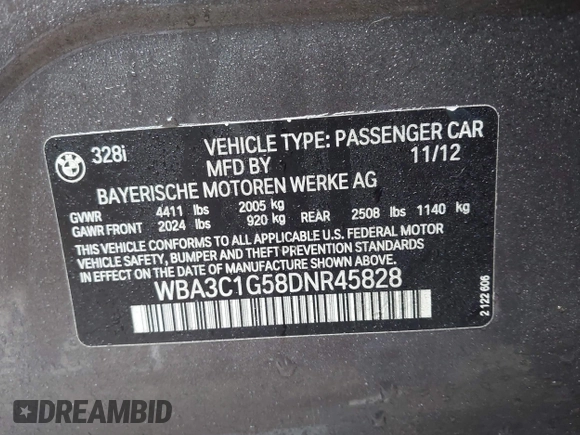 328i VEHICLE TYPE: PASSENGER CAR
MFD BY 11/12
BAYERISCHE MOTOREN WERKE AG
GVWR 4411 lbs 2005 kg
GAWR FRONT 2024 lbs 920 kg REAR 2508 lbs 1140 kg
THIS VEHICLE CONFORMS TO ALL APPLICABLE U.S. FEDERAL MOTOR
VEHICLE SAFETY, BUMPER AND THEFT PREVENTION STANDARDS
IN EFFECT ON THE DATE OF MANUFACTURE SHOWN ABOVE.
WBA3C1G58DNR45828
2 122 606
DREAMBID